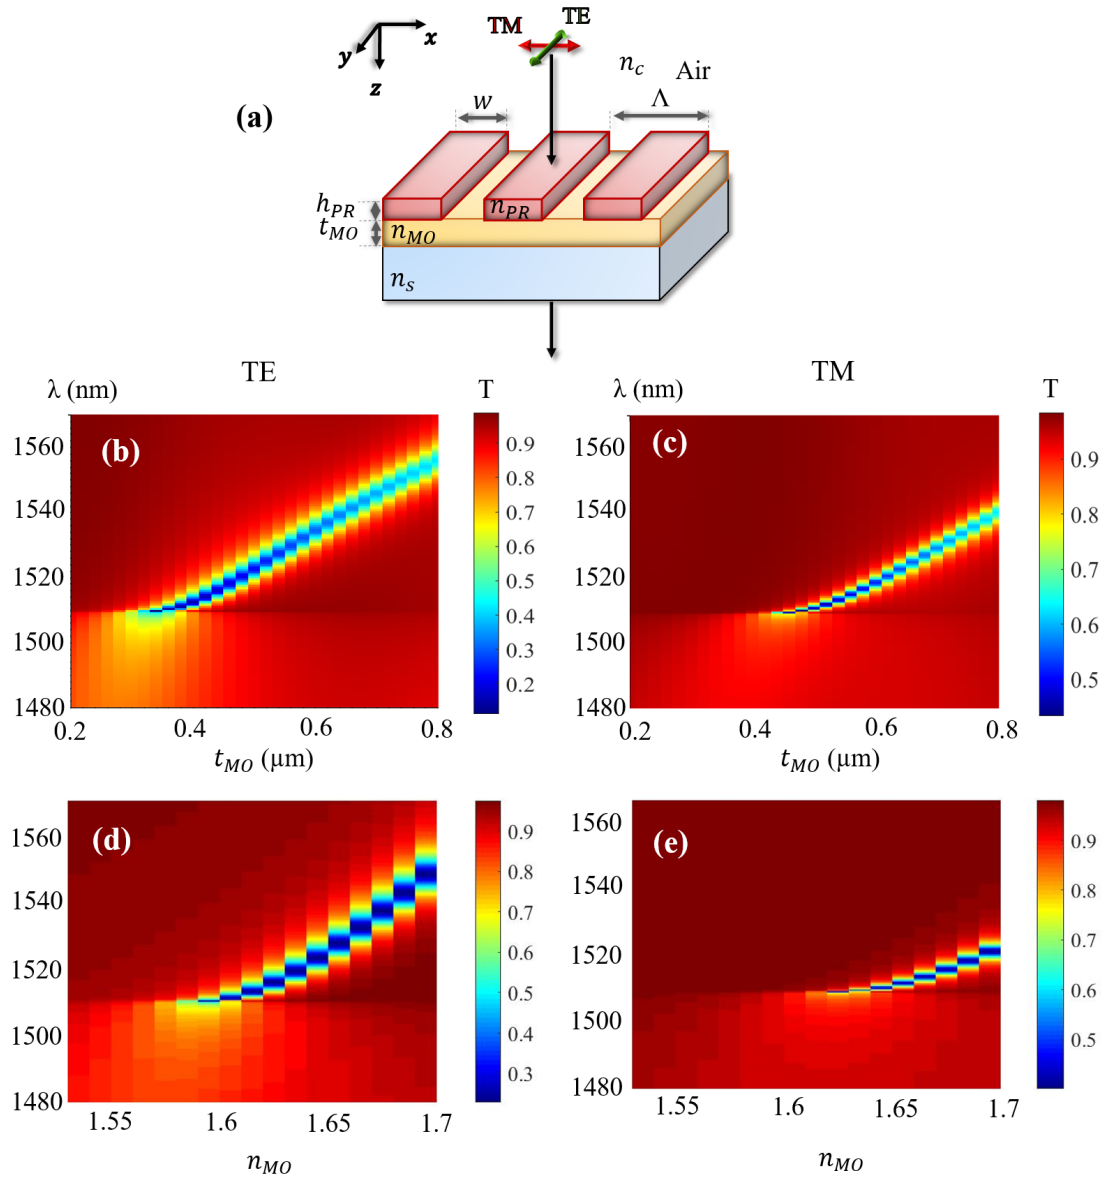 TE
TM
x
y
z
n_c Air
(a)
w
Λ
h_PR
n_PR
t_MO
n_MO
n_s
TE
TM
λ (nm)
T
λ (nm)
T
(b)
1560
1540
1520
1500
1480
0.2 0.4 0.6 0.8
t_MO (μm)
0.9
0.8
0.7
0.6
0.5
0.4
0.3
0.2
(c)
1560
1540
1520
1500
1480
0.2 0.4 0.6 0.8
t_MO (μm)
0.9
0.8
0.7
0.6
0.5
(d)
1560
1540
1520
1500
1480
1.55 1.6 1.65 1.7
n_MO
0.9
0.8
0.7
0.6
0.5
0.4
0.3
(e)
1560
1540
1520
1500
1480
1.55 1.6 1.65 1.7
n_MO
0.9
0.8
0.7
0.6
0.5